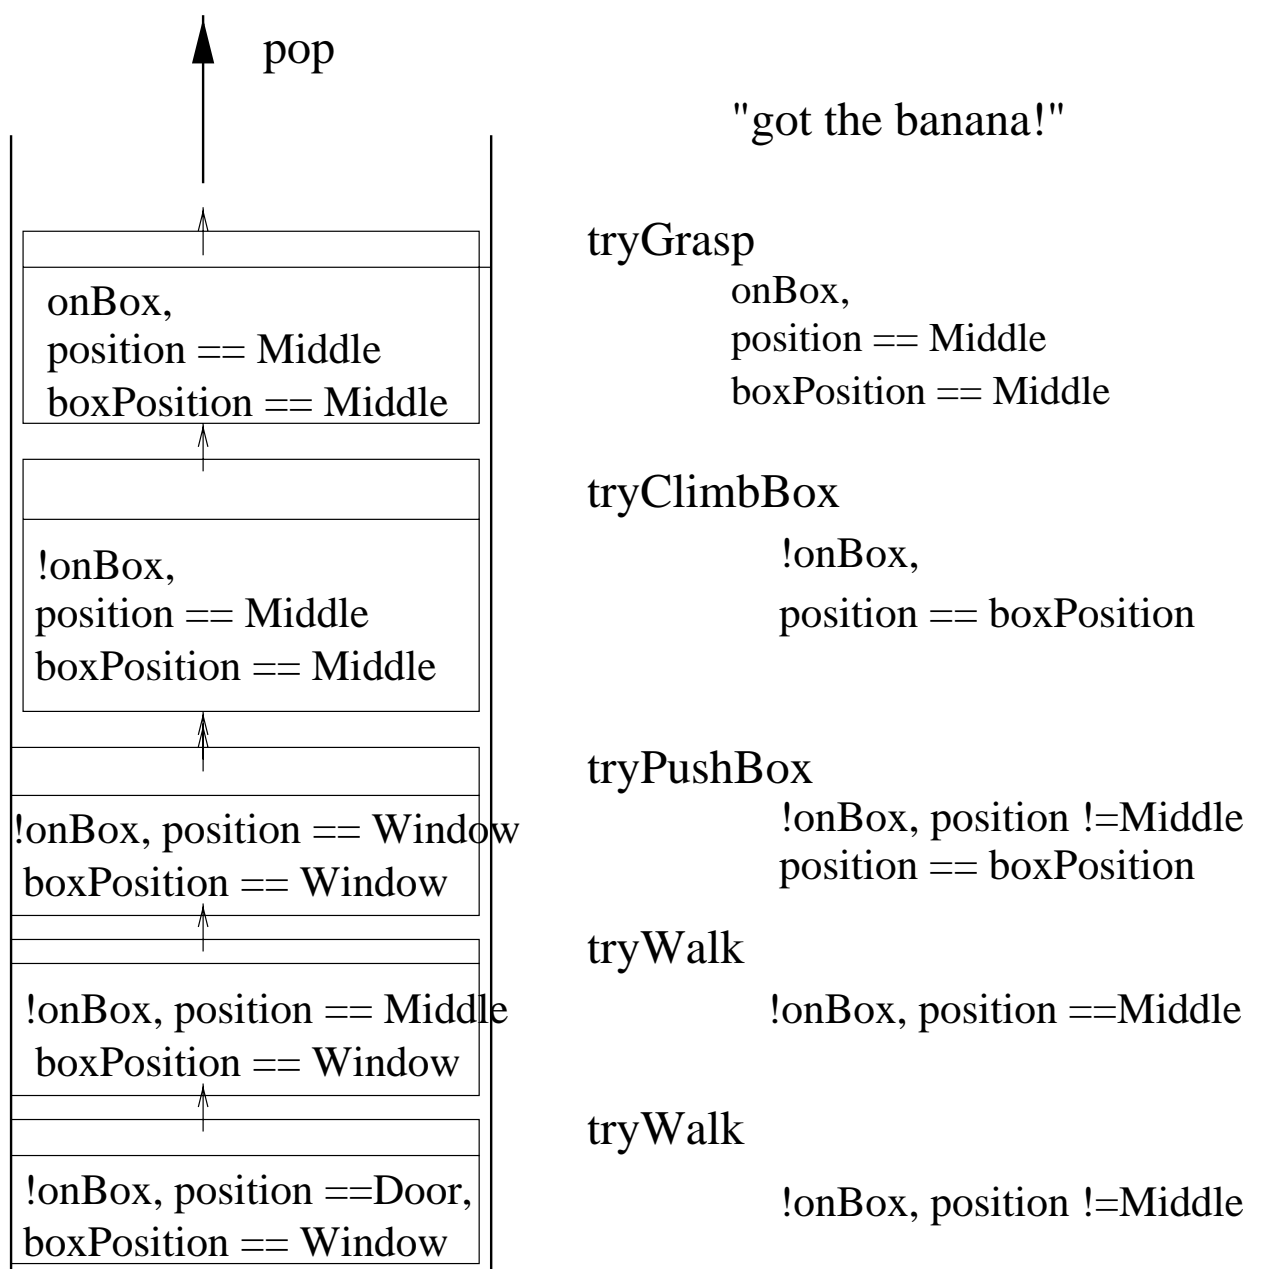 pop
"got the banana!"
tryGrasp
onBox,
position == Middle
boxPosition == Middle
onBox,
position == Middle
boxPosition == Middle
tryClimbBox
!onBox,
position == Middle
boxPosition == Middle
!onBox,
position == boxPosition
tryPushBox
!onBox, position == Window
boxPosition == Window
!onBox, position !=Middle
position == boxPosition
tryWalk
!onBox, position == Middle
boxPosition == Window
!onBox, position ==Middle
tryWalk
!onBox, position ==Door,
boxPosition == Window
!onBox, position !=Middle